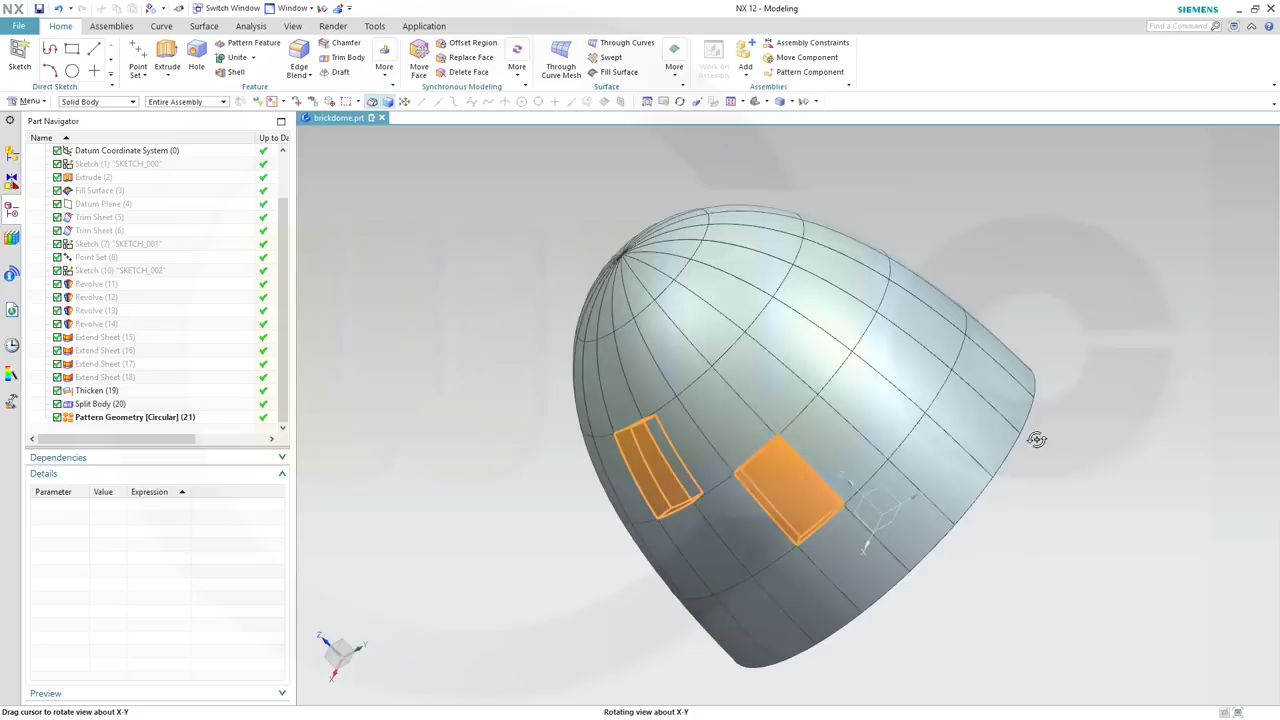 NX
Switch Window
Window
NX 12 - Modeling
SIEMENS
File
Home
Assemblies
Curve
Surface
Analysis
View
Render
Tools
Application
Find a Command
Sketch
Direct Sketch
Point Set
Extrude
Hole
Pattern Feature
Unite
Shell
Edge Blend
Chamfer
Trim Body
Draft
More
Feature
Move Face
Offset Region
Replace Face
Delete Face
More
Synchronous Modeling
Through Curve Mesh
Through Curves
Swept
Fill Surface
More
Surface
Work on Assembly
Add
Assembly Constraints
Move Component
Pattern Component
Assemblies
Menu
Solid Body
Entire Assembly
Part Navigator
brickdome.prt
Name
Up to Da
Datum Coordinate System (0)
Sketch (1) "SKETCH_000"
Extrude (2)
Fill Surface (3)
Datum Plane (4)
Trim Sheet (5)
Trim Sheet (6)
Sketch (7) "SKETCH_001"
Point Set (8)
Sketch (10) "SKETCH_002"
Revolve (11)
Revolve (12)
Revolve (13)
Revolve (14)
Extend Sheet (15)
Extend Sheet (16)
Extend Sheet (17)
Extend Sheet (18)
Thicken (19)
Split Body (20)
Pattern Geometry [Circular] (21)
Dependencies
Details
Parameter
Value
Expression
Preview
Z
Y
X
Drag cursor to rotate view about X-Y
Rotating view about X-Y